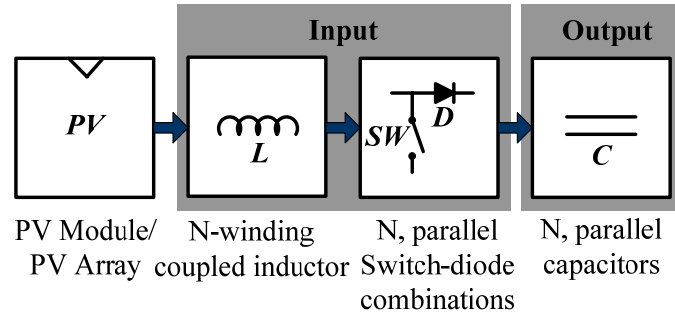 Input
Output
PV
L
SW
D
C
PV Module/
PV Array
N-winding
coupled inductor
N, parallel
Switch-diode
combinations
N, parallel
capacitors